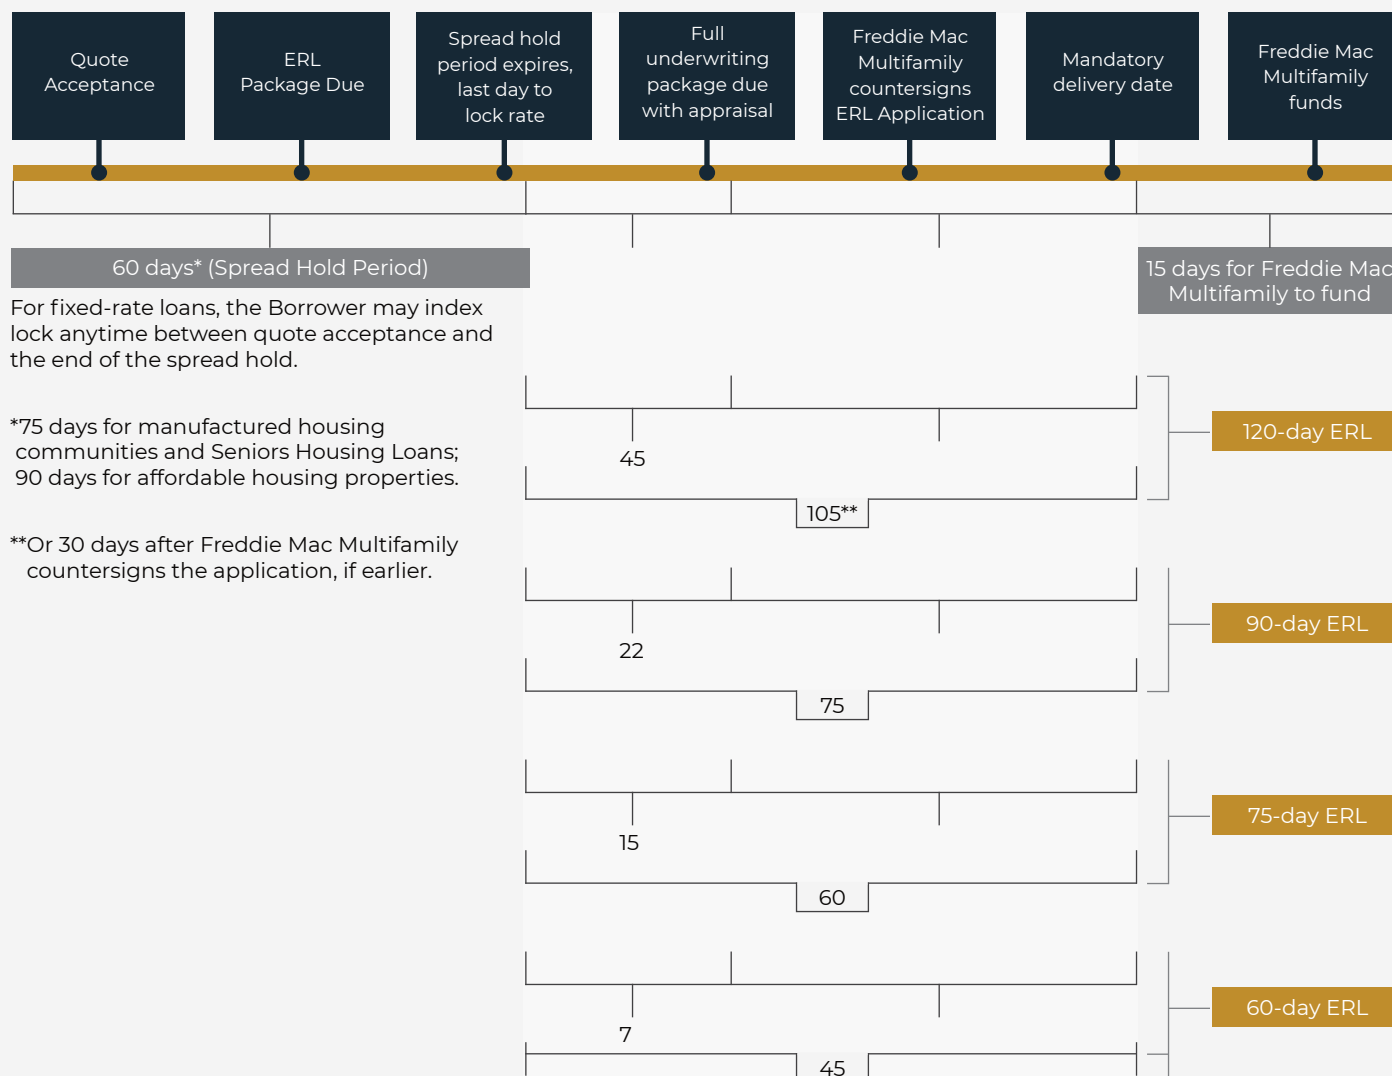 Quote
Acceptance
ERL
Package Due
Spread hold
period expires,
last day to
lock rate
Full
underwriting
package due
with appraisal
Freddie Mac
Multifamily
countersigns
ERL Application
Mandatory
delivery date
Freddie Mac
Multifamily
funds
60 days* (Spread Hold Period)
15 days for Freddie Mac
Multifamily to fund
For fixed-rate loans, the Borrower may index
lock anytime between quote acceptance and
the end of the spread hold.
*75 days for manufactured housing
communities and Seniors Housing Loans;
90 days for affordable housing properties.
**Or 30 days after Freddie Mac Multifamily
countersigns the application, if earlier.
45
105**
120-day ERL
22
75
90-day ERL
15
60
75-day ERL
7
45
60-day ERL